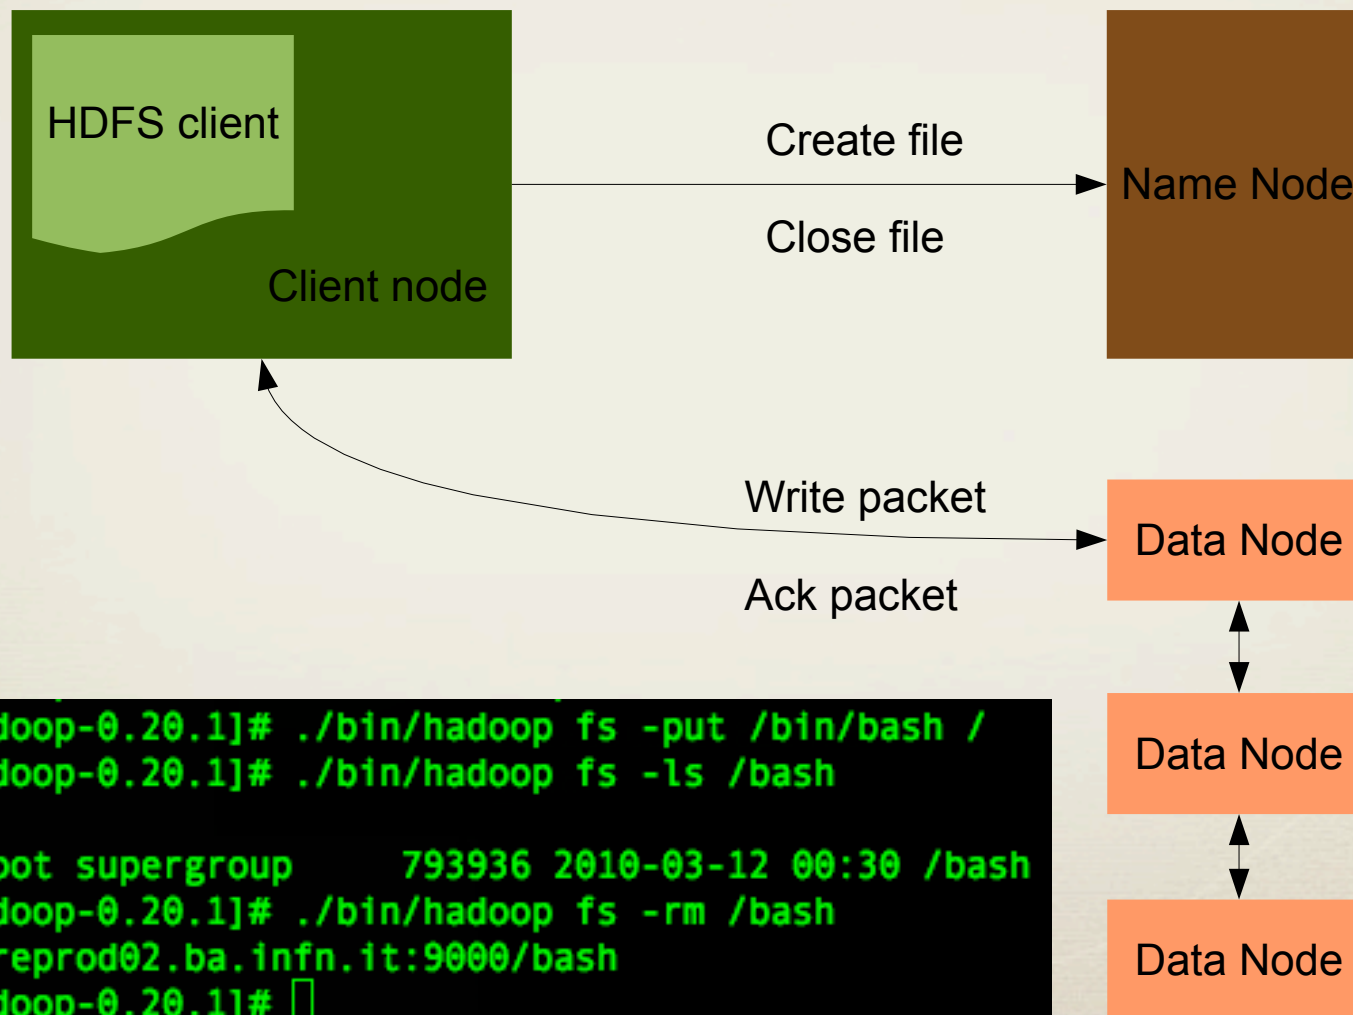 HDFS client
Client node
Create file
Close file
Name Node
Write packet
Ack packet
Data Node
Data Node
Data Node
doop-0.20.1]# ./bin/hadoop fs -put /bin/bash /
doop-0.20.1]# ./bin/hadoop fs -ls /bash
oot supergroup 793936 2010-03-12 00:30 /bash
doop-0.20.1]# ./bin/hadoop fs -rm /bash
reprod02.ba.infn.it:9000/bash
doop-0.20.1]#